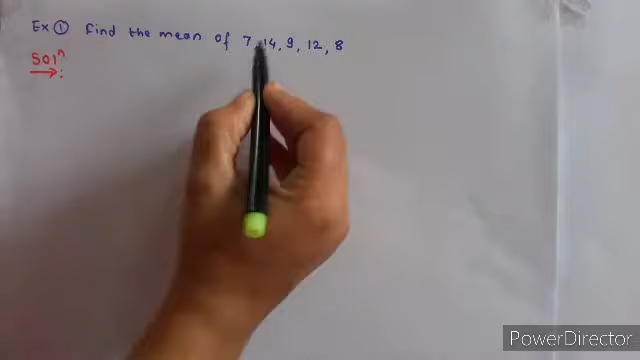 Ex ① Find the mean of 7, 14, 9, 12, 8
Solⁿ :
PowerDirector